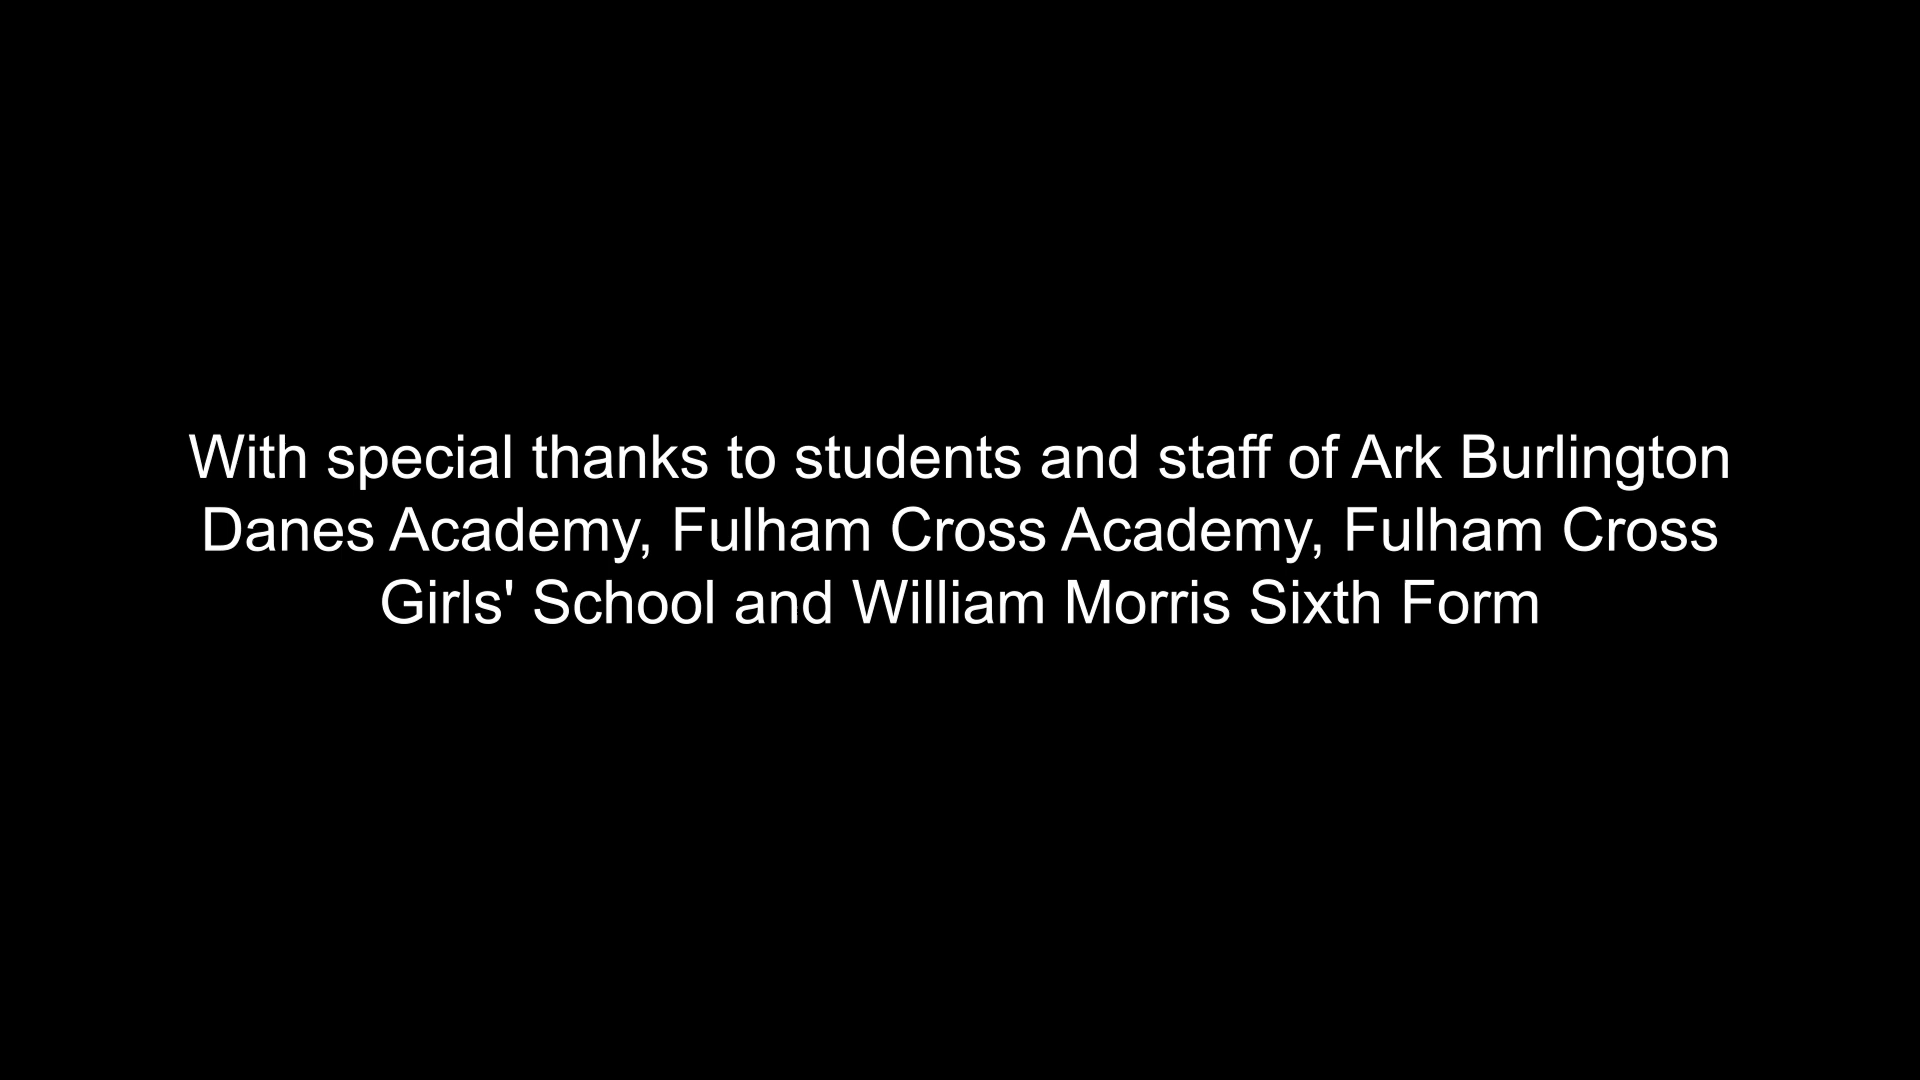 With special thanks to students and staff of Ark Burlington
Danes Academy, Fulham Cross Academy, Fulham Cross
Girls' School and William Morris Sixth Form